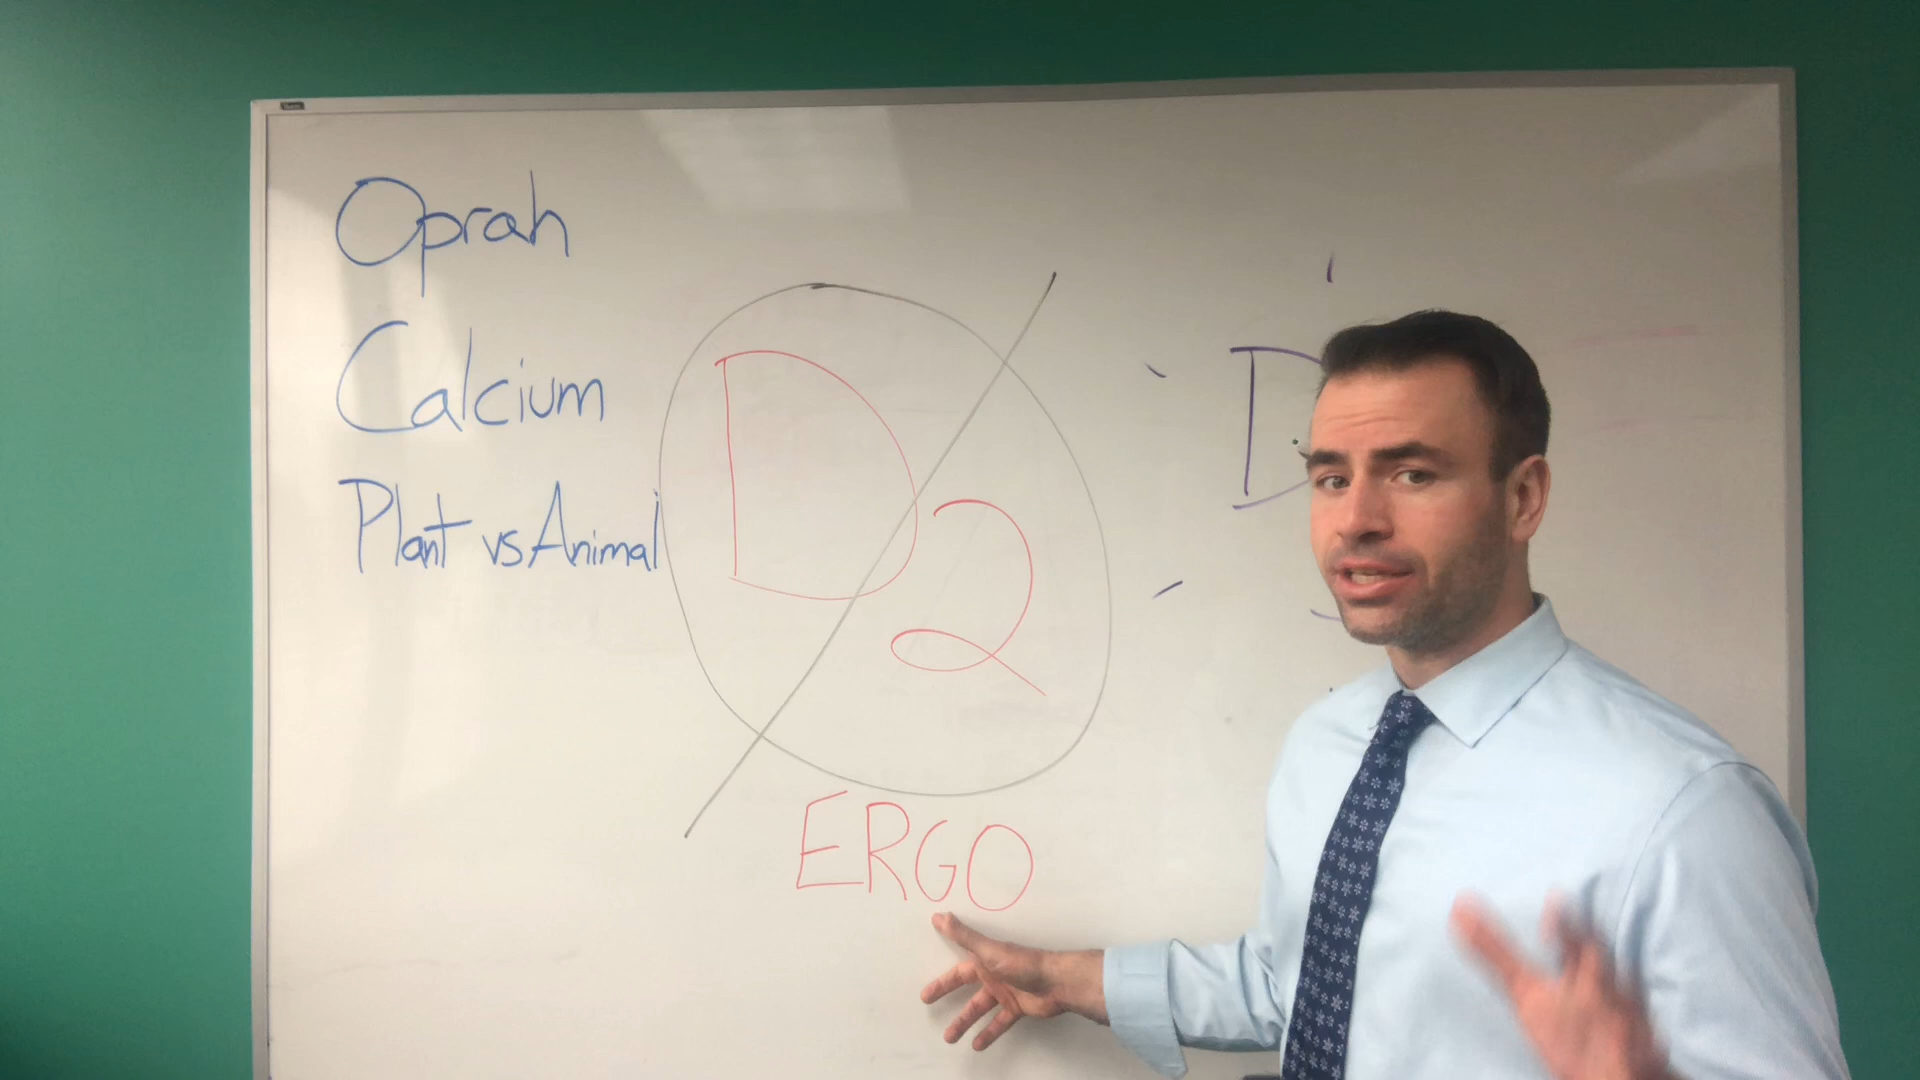 Oprah
Calcium
Plant vs Animal
D2
D
ERGO